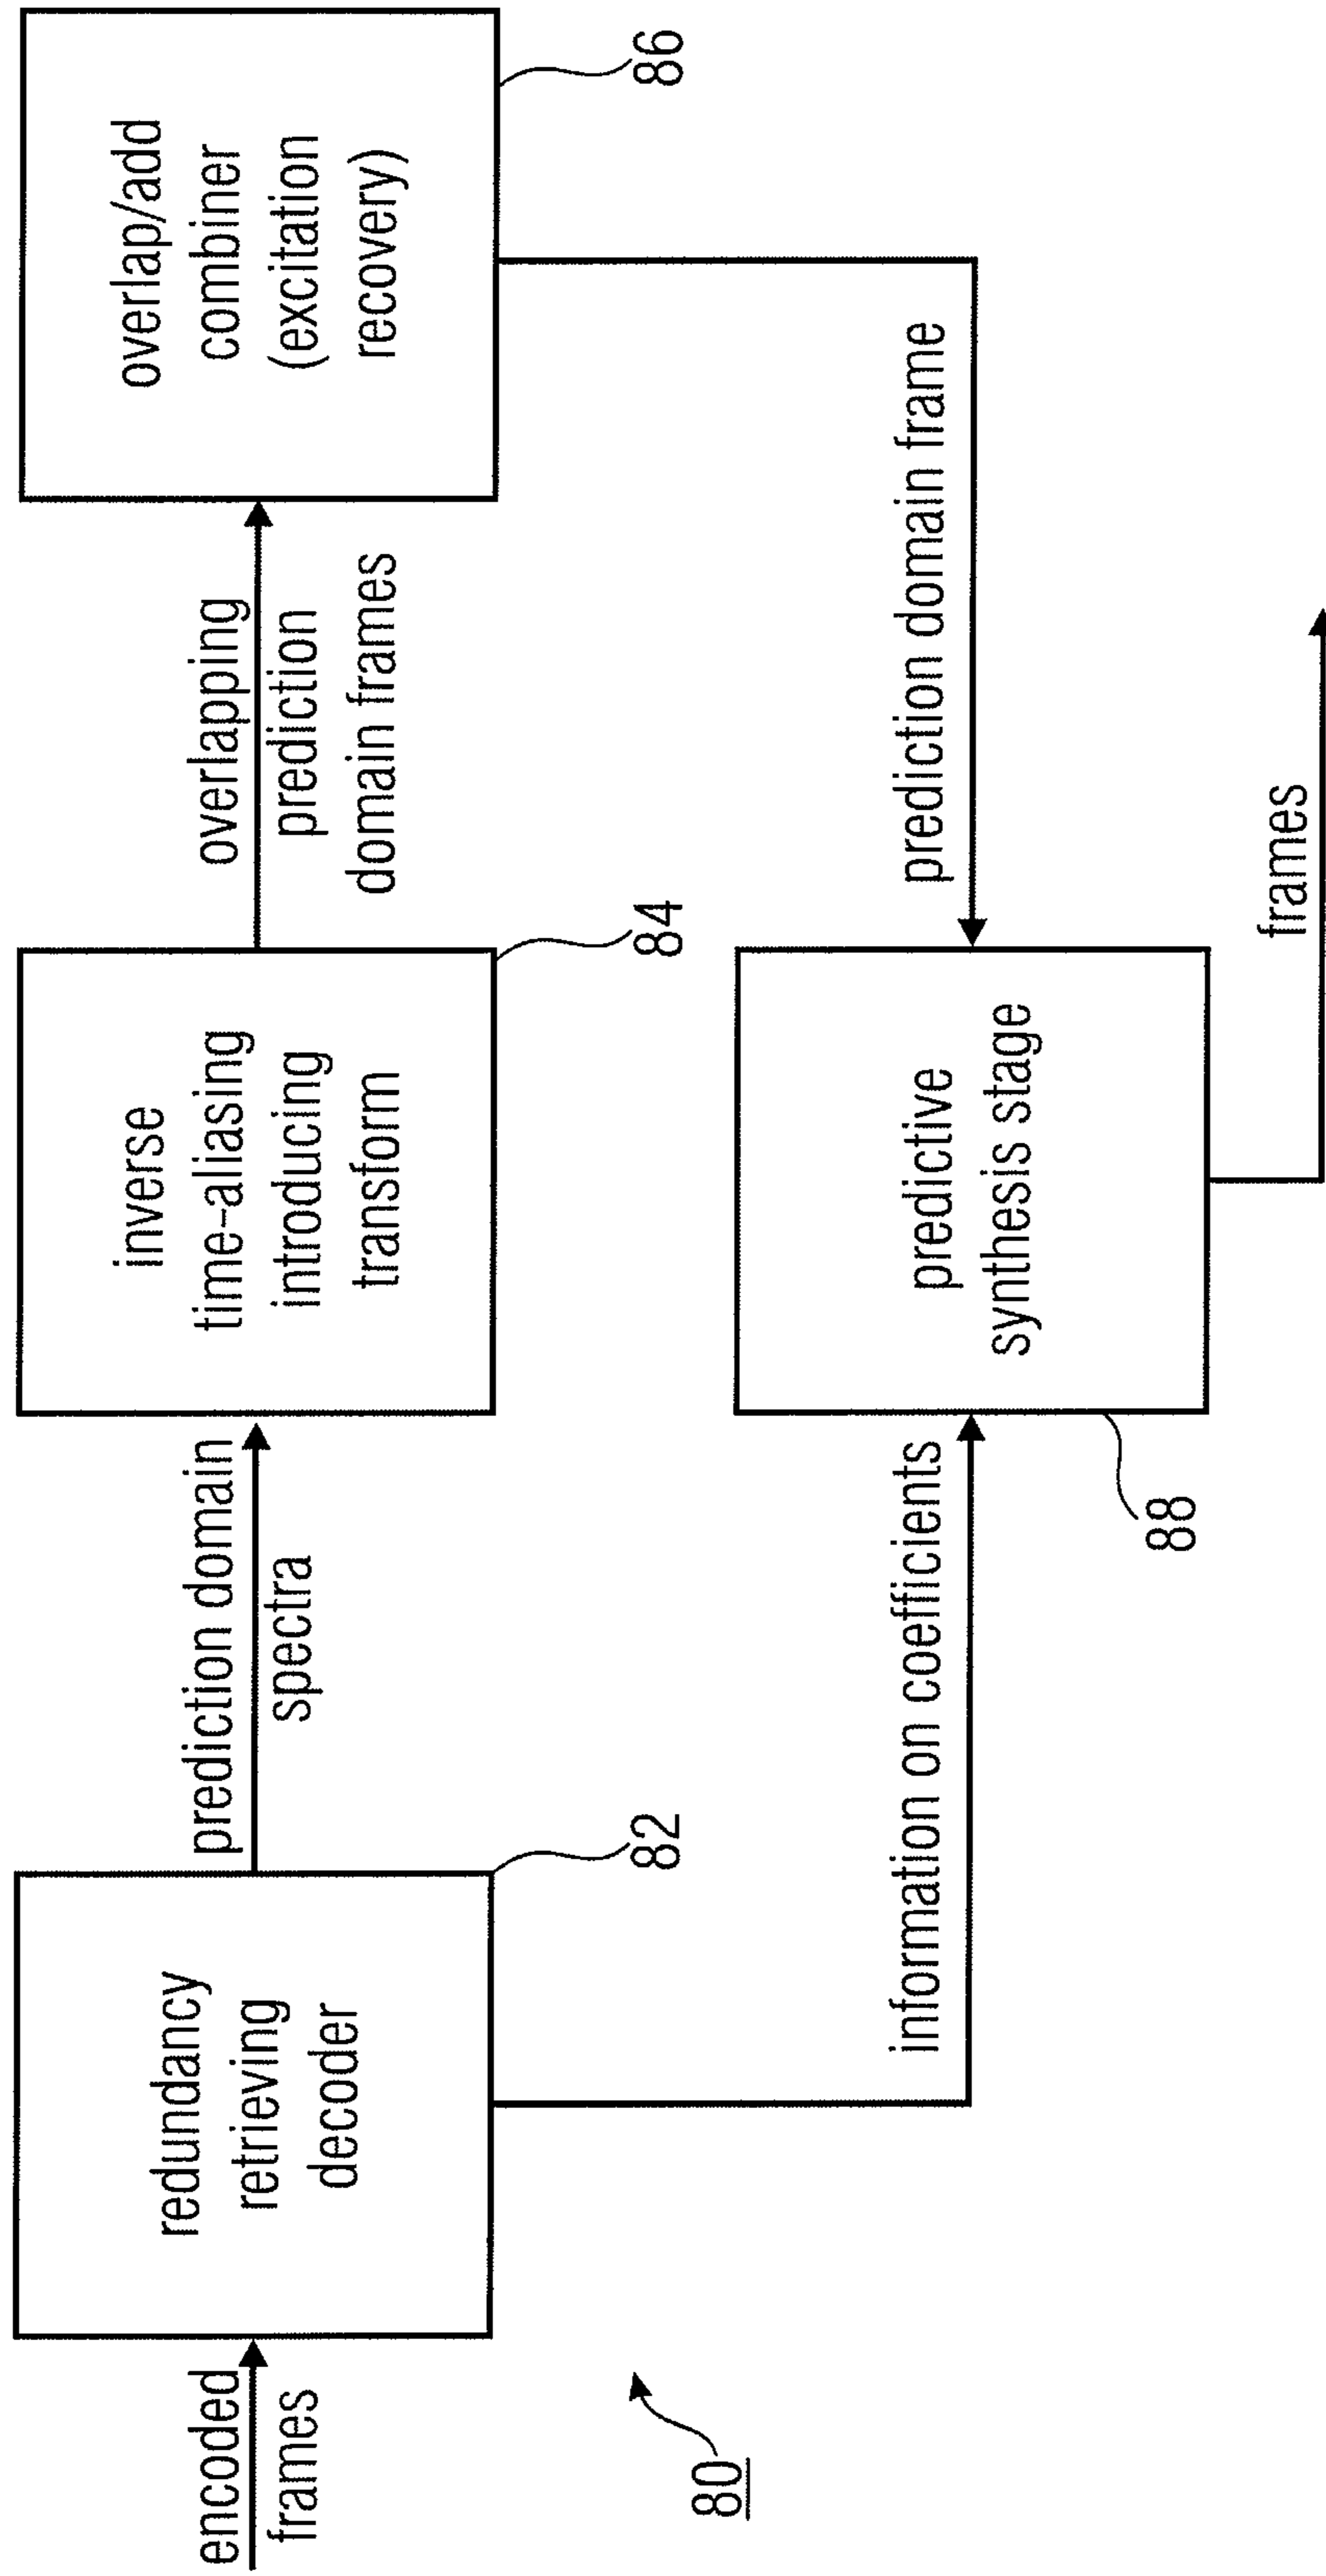 encoded
frames
redundancy
retrieving
decoder
82
prediction domain
spectra
inverse
time-aliasing
introducing
transform
84
overlapping
prediction
domain frames
overlap/add
combiner
(excitation
recovery)
86
80
information on coefficients
88
predictive
synthesis stage
prediction domain frame
frames